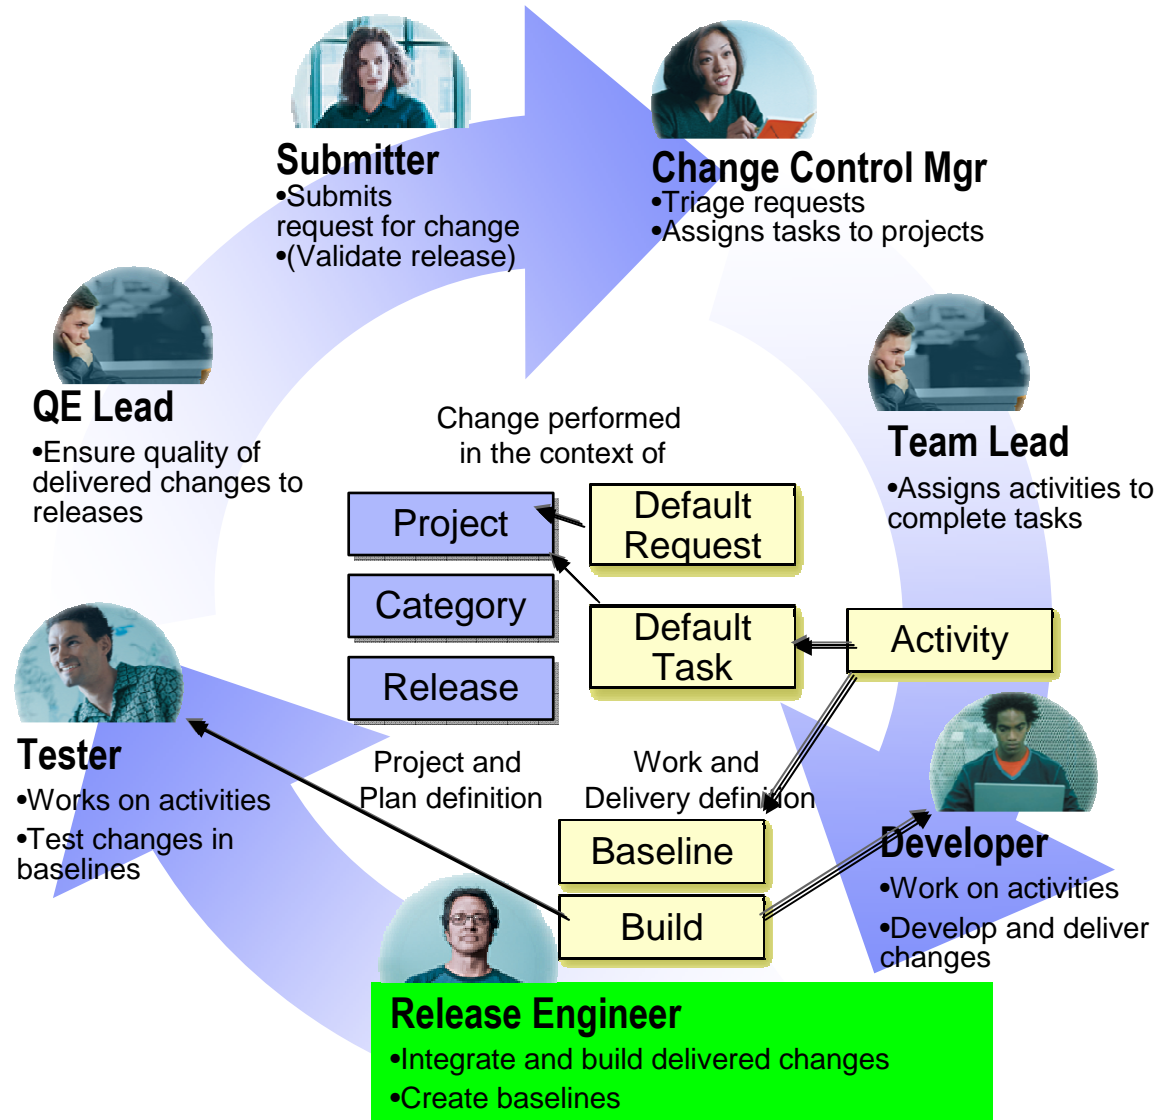 Submitter
•Submits
request for change
•(Validate release)
Change Control Mgr
•Triage requests
•Assigns tasks to projects
QE Lead
•Ensure quality of
delivered changes to
releases
Team Lead
•Assigns activities to
complete tasks
Change performed
in the context of
Project
Category
Release
Default
Request
Default
Task
Activity
Project and
Plan definition
Work and
Delivery definition
Baseline
Build
Tester
•Works on activities
•Test changes in
baselines
Developer
•Work on activities
•Develop and deliver
changes
Release Engineer
•Integrate and build delivered changes
•Create baselines